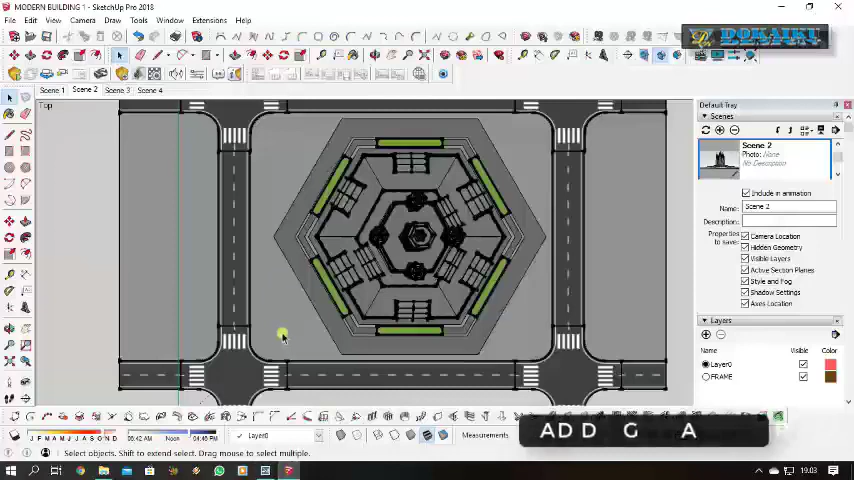 MODERN BUILDING 1 - SketchUp Pro 2018
File Edit View Camera Draw Tools Window Extensions Help
Scene 1 Scene 2 Scene 3 Scene 4
Top
Default Tray
Scenes
Scene 2
Photo: None
No Description
Include in animation
Name: Scene 2
Description:
Properties to save:
Camera Location
Hidden Geometry
Visible Layers
Active Section Planes
Style and Fog
Shadow Settings
Axes Location
Layers
Name Visible Color
Layer0
FRAME
J F M A M J J A S O N D
06:42 AM Noon 04:46 PM
Layer0
Measurements
ADD G A
Select objects. Shift to extend select. Drag mouse to select multiple.
19.03